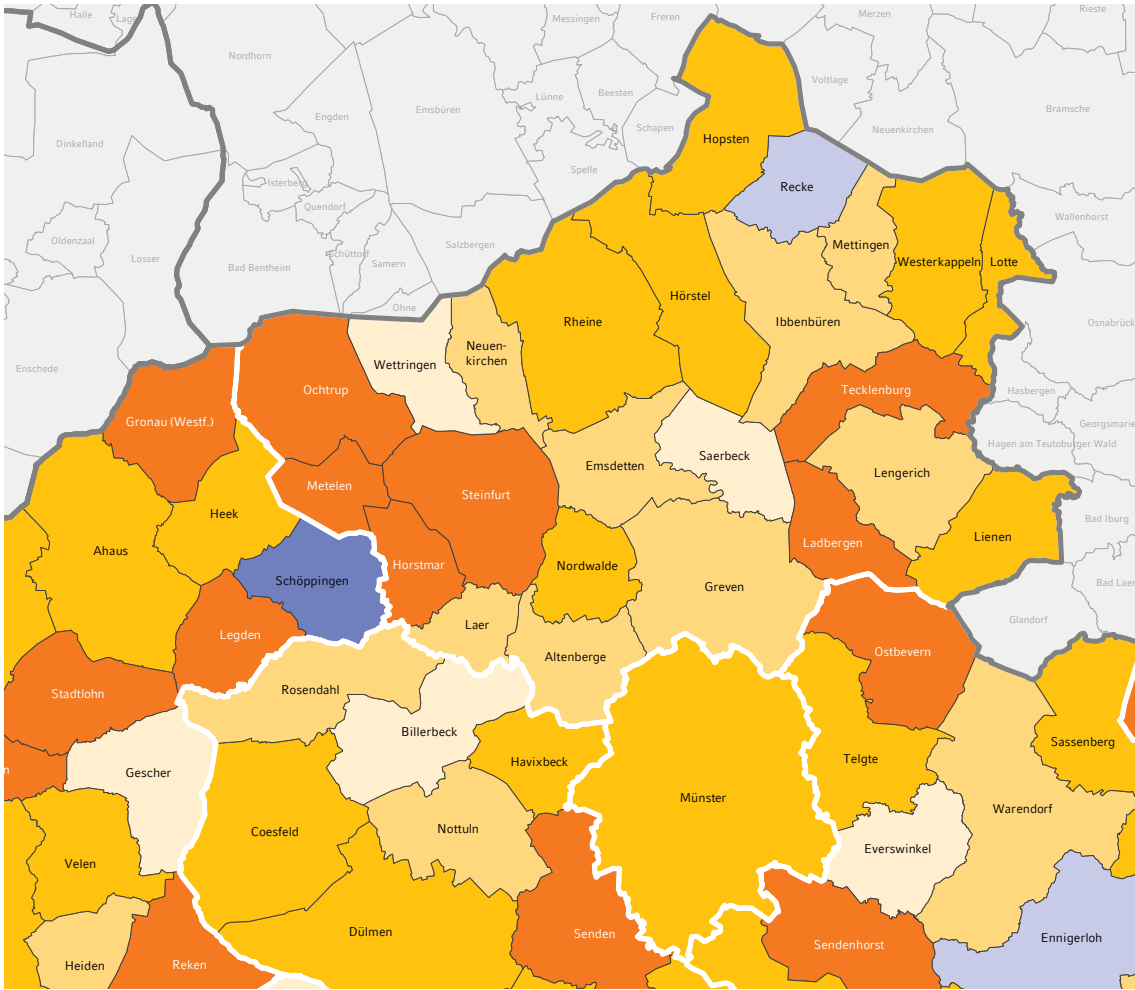 Halle
Lage
Messingen
Freren
Merzen
Rieste
Nordhorn
Voltlage
Lünne
Beesten
Engden
Emsbüren
Bramsche
Schapen
Neuenkirchen
Dinkelland
Hopsten
Spelle
Isterberg
Recke
Quendorf
Wallenhorst
Oldenzaal
Salzbergen
Mettingen
Losser
Schüttorf
Samern
Westerkappeln
Lotte
Bad Bentheim
Hörstel
Ohne
Rheine
Ibbenbüren
Osnabrück
Neuen-
kirchen
Wettringen
Enschede
Ochtrup
Tecklenburg
Hasbergen
Gronau (Westf.)
Georgsmarie
Hagen am Teutoburger Wald
Saerbeck
Emsdetten
Lengerich
Metelen
Steinfurt
Heek
Bad Iburg
Lienen
Ladbergen
Ahaus
Horstmar
Nordwalde
Schöppingen
Bad Laer
Greven
Glandorf
Laer
Legden
Ostbevern
Altenberge
Rosendahl
Stadtlohn
Billerbeck
Sassenberg
Telgte
Havixbeck
n
Gescher
Münster
Warendorf
Nottuln
Coesfeld
Everswinkel
Velen
Dülmen
Senden
Ennigerloh
Sendenhorst
Heiden
Reken